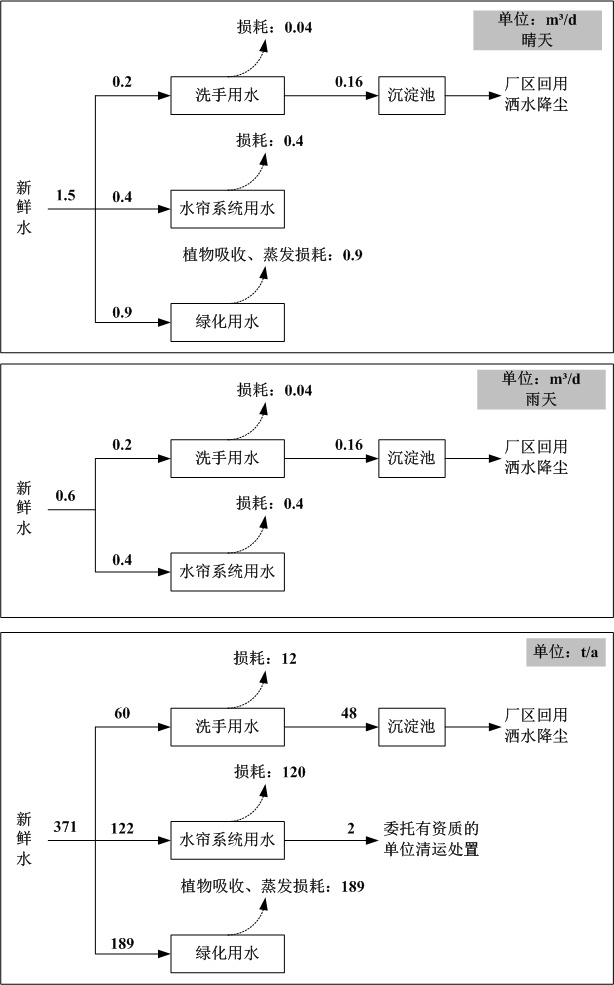 单位：m³/d
晴天
损耗：0.04
0.2
洗手用水
0.16
沉淀池
厂区回用
洒水降尘
损耗：0.4
新
鲜
水
1.5
0.4
水帘系统用水
植物吸收、蒸发损耗：0.9
0.9
绿化用水
单位：m³/d
雨天
损耗：0.04
0.2
洗手用水
0.16
沉淀池
厂区回用
洒水降尘
新
鲜
水
0.6
损耗：0.4
0.4
水帘系统用水
单位：t/a
损耗：12
60
洗手用水
48
沉淀池
厂区回用
洒水降尘
损耗：120
新
鲜
水
371
122
水帘系统用水
2
委托有资质的
单位清运处置
植物吸收、蒸发损耗：189
189
绿化用水